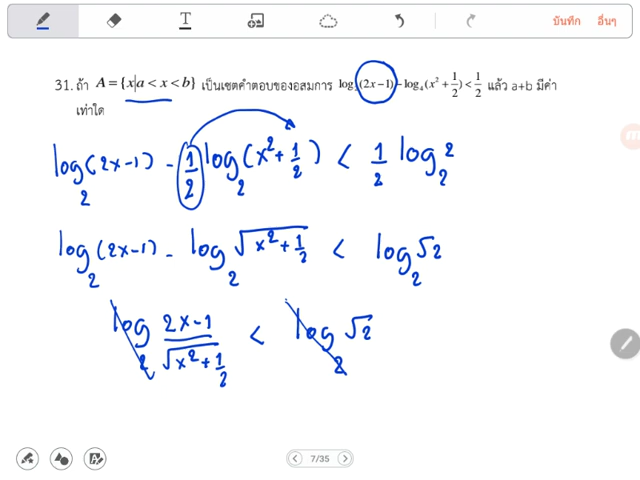 บันทึก อื่นๆ
31. ถ้า A = {x|a < x < b} เป็นเซตคำตอบของอสมการ log₂(2x−1) − log₄(x² + 1/2) < 1/2 แล้ว a+b มีค่า
เท่าใด
log₂(2x−1) − 1/2 log₂(x² + 1/2) < 1/2 log₂2
log₂(2x−1) − log₂√(x² + 1/2) < log₂√2
log₂ (2x−1)/√(x² + 1/2) < log₂ √2
7/35